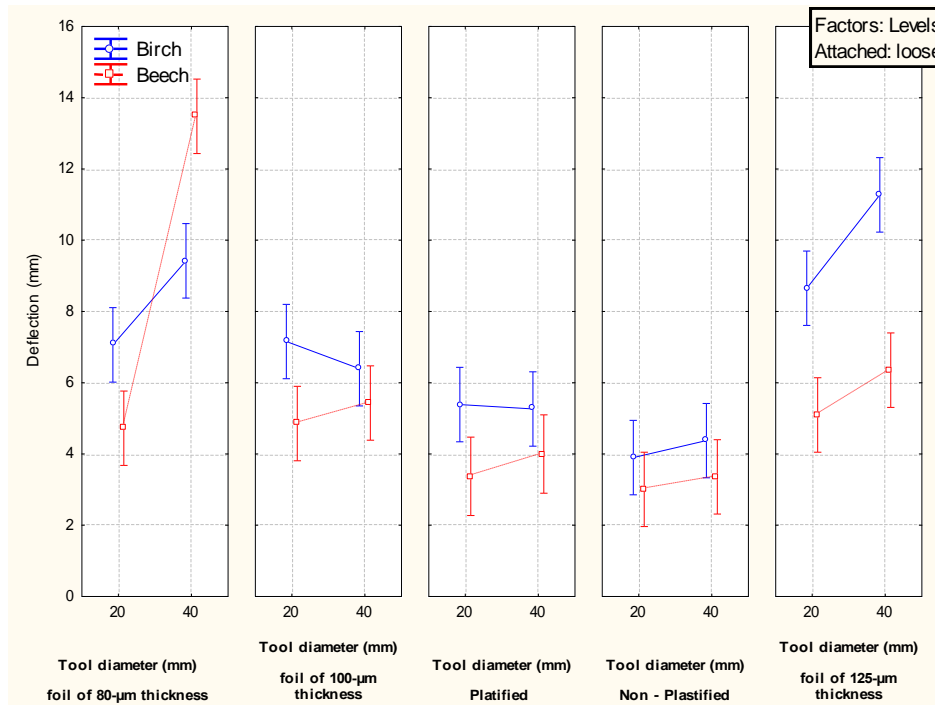 16
14
12
10
8
6
4
2
0
Deflection (mm)
Birch
Beech
Factors: Levels
Attached: loose
20 40
20 40
20 40
20 40
20 40
Tool diameter (mm)
foil of 80-µm thickness
Tool diameter (mm)
foil of 100-µm
thickness
Tool diameter (mm)
Platified
Tool diameter (mm)
Non - Plastified
Tool diameter (mm)
foil of 125-µm
thickness